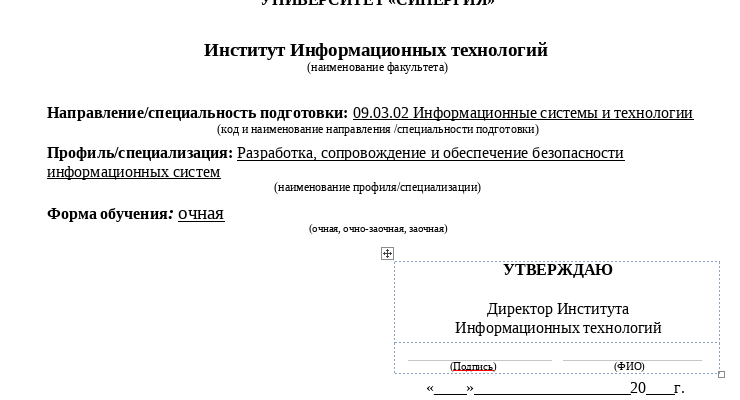 УНИВЕРСИТЕТ «СИНЕРГИЯ»
Институт Информационных технологий
(наименование факультета)
Направление/специальность подготовки: 09.03.02 Информационные системы и технологии
(код и наименование направления /специальности подготовки)
Профиль/специализация: Разработка, сопровождение и обеспечение безопасности
информационных систем
(наименование профиля/специализации)
Форма обучения: очная
(очная, очно-заочная, заочная)
УТВЕРЖДАЮ
Директор Института
Информационных технологий
(Подпись) (ФИО)
«____»____________________20____г.